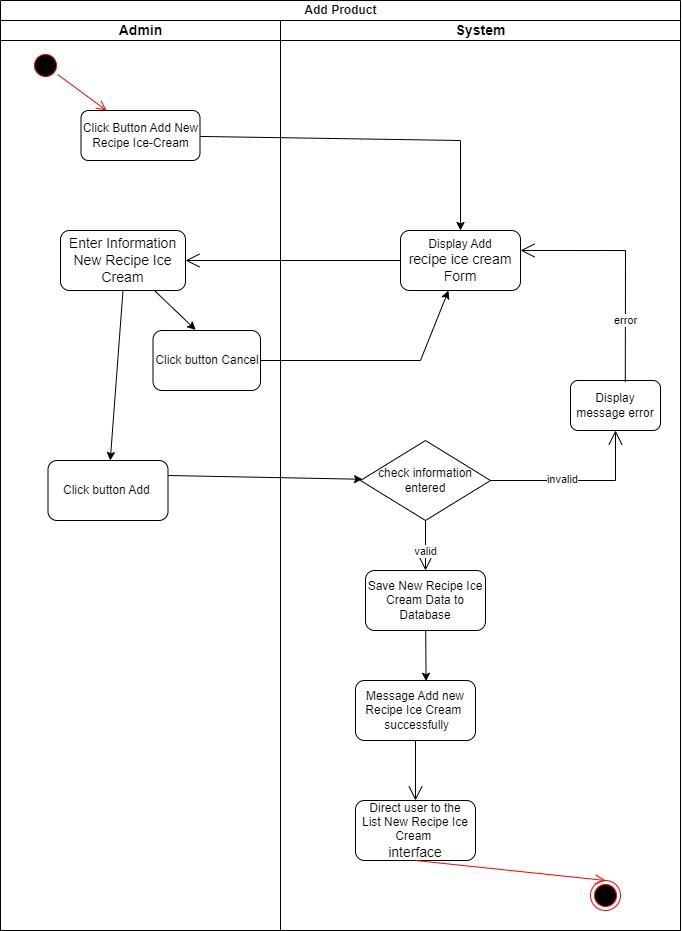 Add Product
Admin
System
Click Button Add New
Recipe Ice-Cream
Enter Information
New Recipe Ice
Cream
Display Add
recipe ice cream
Form
error
Click button Cancel
Display
message error
check information
entered
invalid
Click button Add
valid
Save New Recipe Ice
Cream Data to
Database
Message Add new
Recipe Ice Cream
successfully
Direct user to the
List New Recipe Ice
Cream
interface